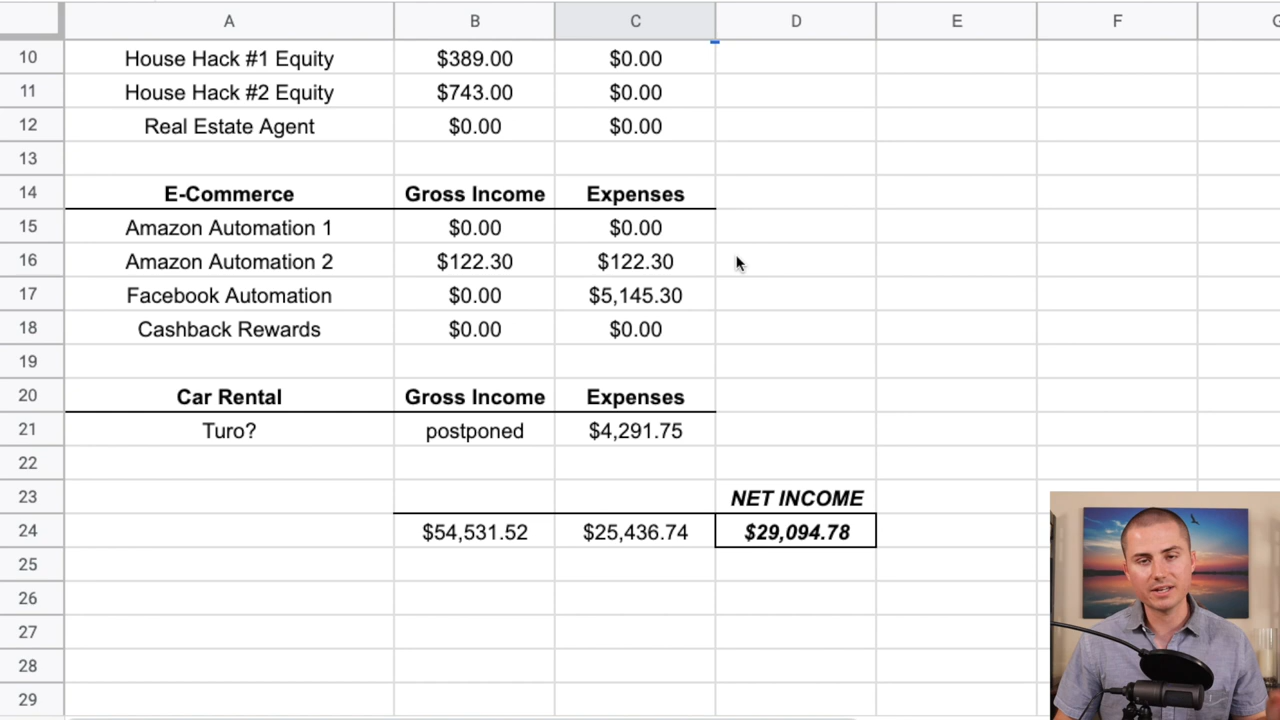 A B C D E F G
10 House Hack #1 Equity $389.00 $0.00
11 House Hack #2 Equity $743.00 $0.00
12 Real Estate Agent $0.00 $0.00
13
14 E-Commerce Gross Income Expenses
15 Amazon Automation 1 $0.00 $0.00
16 Amazon Automation 2 $122.30 $122.30
17 Facebook Automation $0.00 $5,145.30
18 Cashback Rewards $0.00 $0.00
19
20 Car Rental Gross Income Expenses
21 Turo? postponed $4,291.75
22
23 NET INCOME
24 $54,531.52 $25,436.74 $29,094.78
25
26
27
28
29